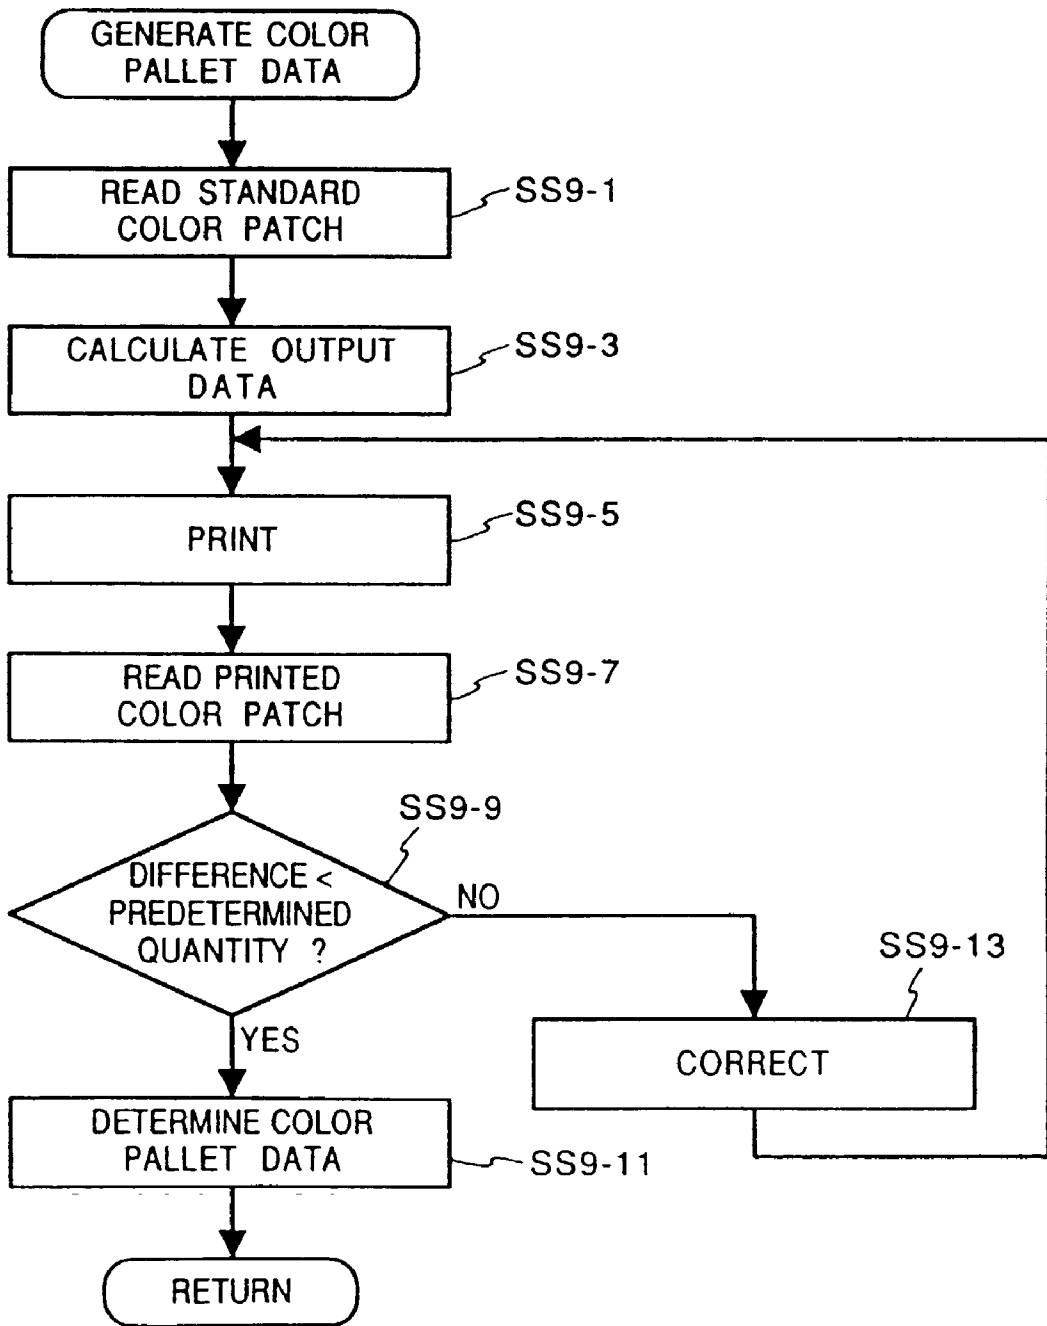 GENERATE COLOR
PALLET DATA
READ STANDARD
COLOR PATCH
SS9-1
CALCULATE OUTPUT
DATA
SS9-3
PRINT
SS9-5
READ PRINTED
COLOR PATCH
SS9-7
SS9-9
DIFFERENCE <
PREDETERMINED
QUANTITY ?
NO
YES
SS9-13
CORRECT
DETERMINE COLOR
PALLET DATA
SS9-11
RETURN